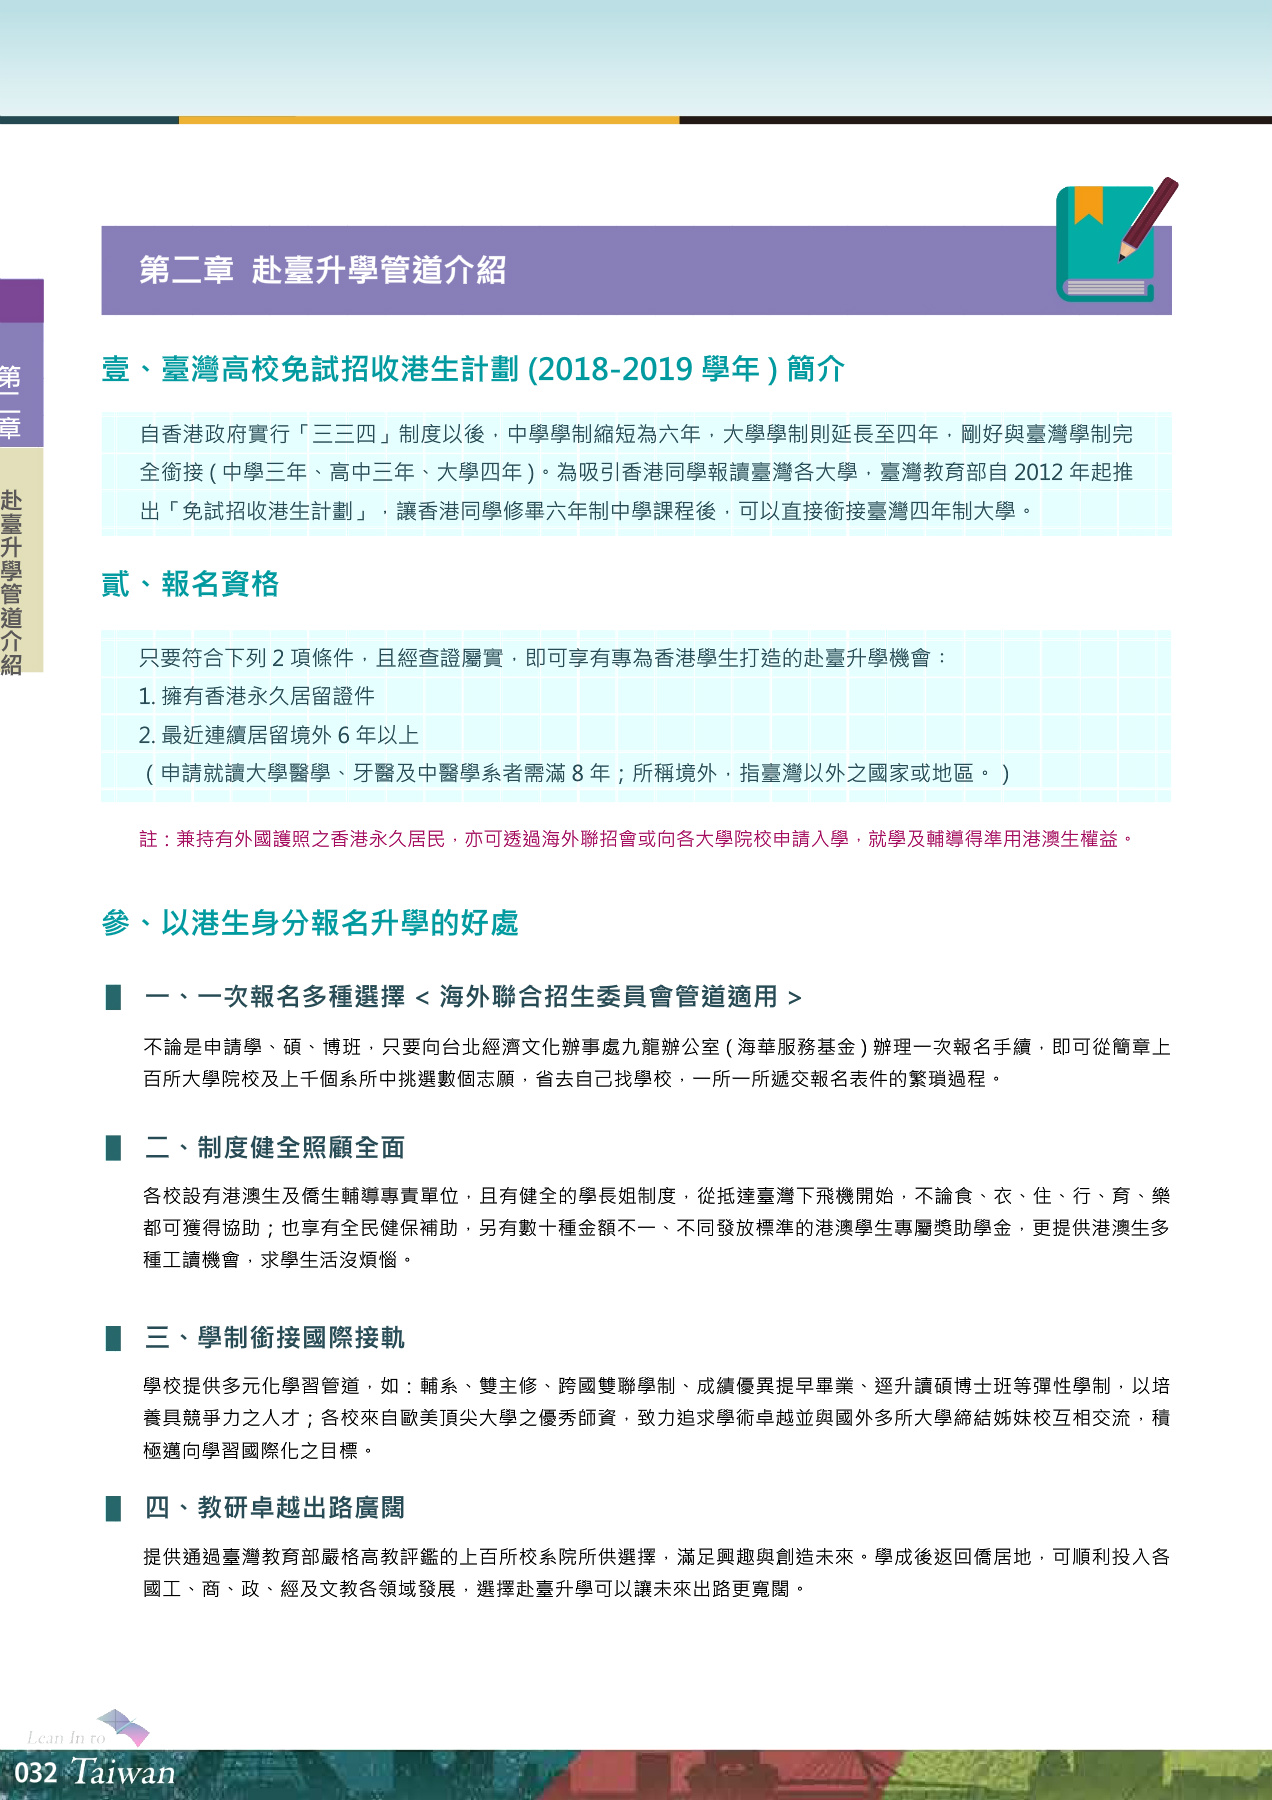 第二章 赴臺升學管道介紹
第二章
赴臺升學管道介紹
壹、臺灣高校免試招收港生計劃 (2018-2019 學年 ) 簡介
自香港政府實行「三三四」制度以後，中學學制縮短為六年，大學學制則延長至四年，剛好與臺灣學制完
全銜接 ( 中學三年、高中三年、大學四年 )。為吸引香港同學報讀臺灣各大學，臺灣教育部自 2012 年起推
出「免試招收港生計劃」，讓香港同學修畢六年制中學課程後，可以直接銜接臺灣四年制大學。
貳、報名資格
只要符合下列 2 項條件，且經查證屬實，即可享有專為香港學生打造的赴臺升學機會：
1. 擁有香港永久居留證件
2. 最近連續居留境外 6 年以上
( 申請就讀大學醫學、牙醫及中醫學系者需滿 8 年；所稱境外，指臺灣以外之國家或地區。)
註：兼持有外國護照之香港永久居民，亦可透過海外聯招會或向各大學院校申請入學，就學及輔導得準用港澳生權益。
參、以港生身分報名升學的好處
一、一次報名多種選擇 < 海外聯合招生委員會管道適用 >
不論是申請學、碩、博班，只要向台北經濟文化辦事處九龍辦公室 ( 海華服務基金 ) 辦理一次報名手續，即可從簡章上
百所大學院校及上千個系所中挑選數個志願，省去自己找學校，一所一所遞交報名表件的繁瑣過程。
二、制度健全照顧全面
各校設有港澳生及僑生輔導專責單位，且有健全的學長姐制度，從抵達臺灣下飛機開始，不論食、衣、住、行、育、樂
都可獲得協助；也享有全民健保補助，另有數十種金額不一、不同發放標準的港澳學生專屬獎助學金，更提供港澳生多
種工讀機會，求學生活沒煩惱。
三、學制銜接國際接軌
學校提供多元化學習管道，如：輔系、雙主修、跨國雙聯學制、成績優異提早畢業、逕升讀碩博士班等彈性學制，以培
養具競爭力之人才；各校來自歐美頂尖大學之優秀師資，致力追求學術卓越並與國外多所大學締結姊妹校互相交流，積
極邁向學習國際化之目標。
四、教研卓越出路廣闊
提供通過臺灣教育部嚴格高教評鑑的上百所校系院所供選擇，滿足興趣與創造未來。學成後返回僑居地，可順利投入各
國工、商、政、經及文教各領域發展，選擇赴臺升學可以讓未來出路更寬闊。
Lean In to
032 Taiwan